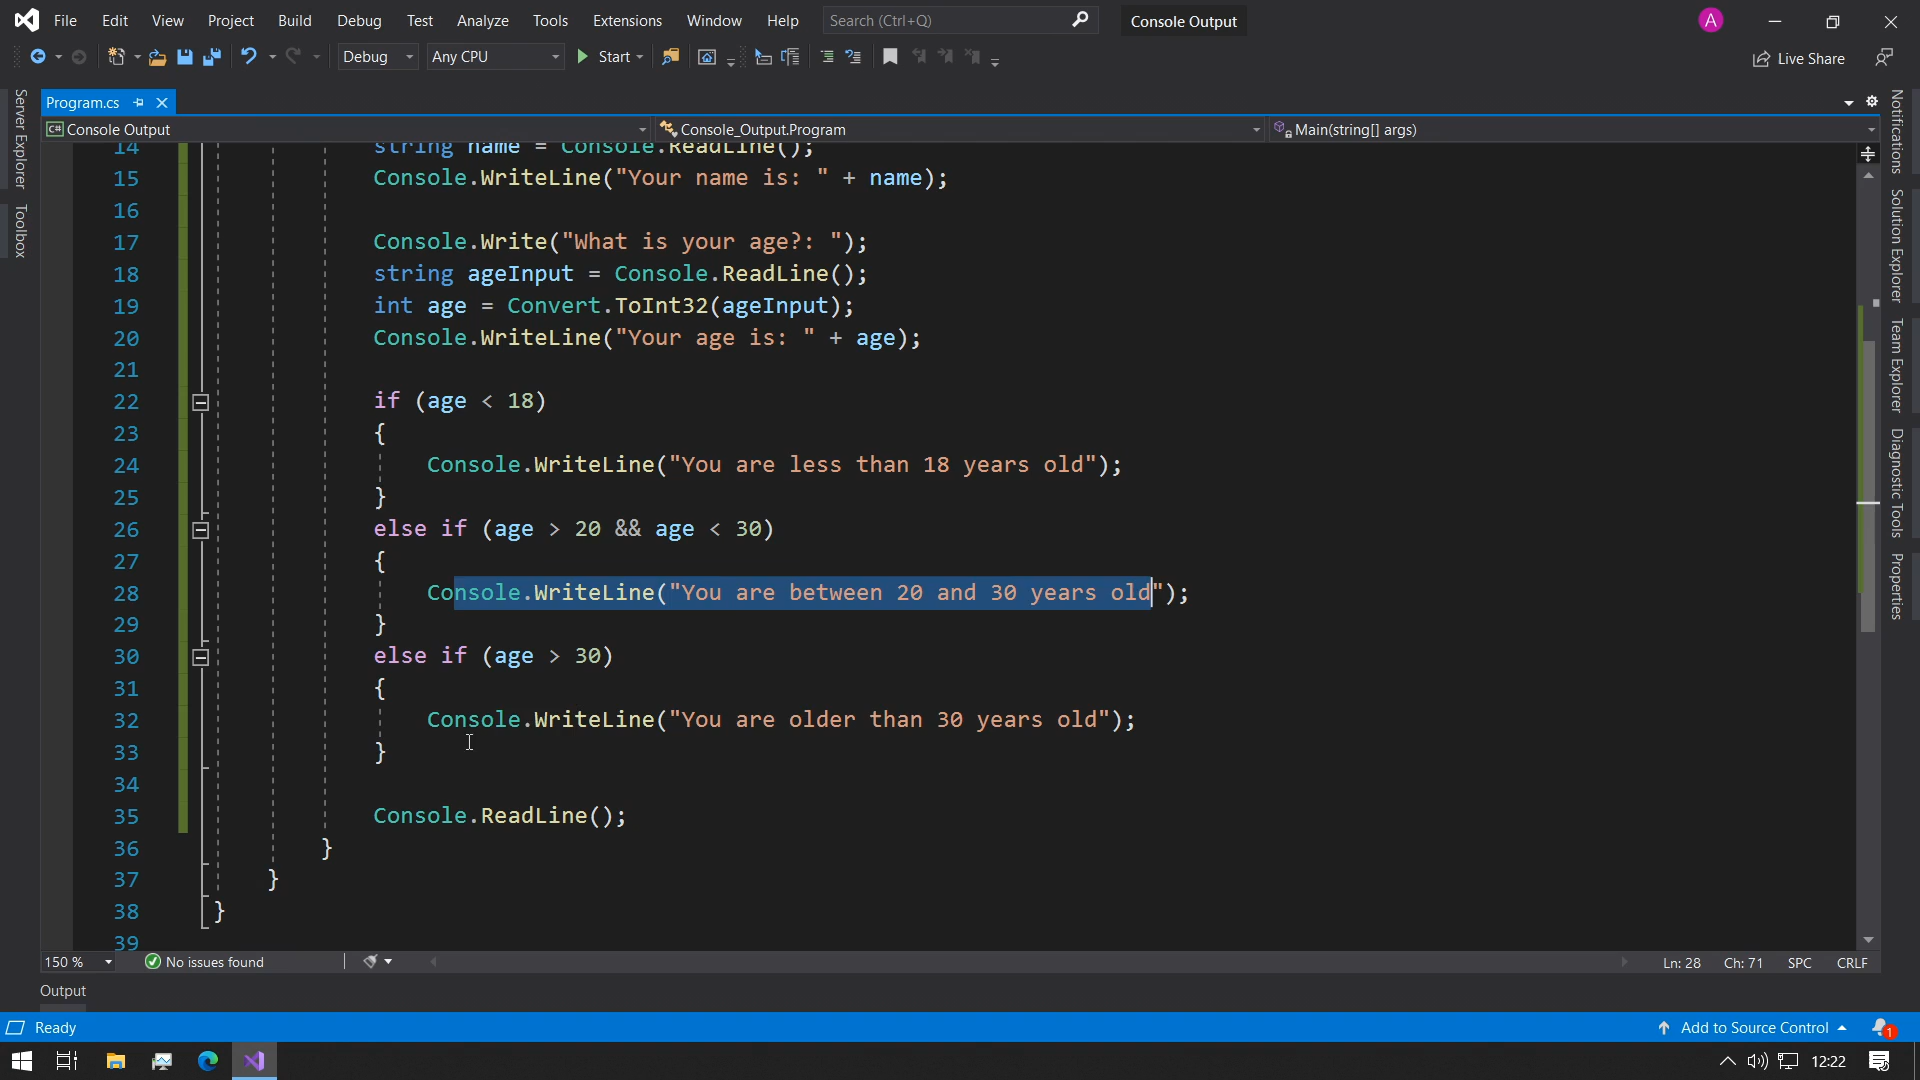 File Edit View Project Build Debug Test Analyze Tools Extensions Window Help Search (Ctrl+Q) Console Output A
Debug Any CPU Start Live Share
Program.cs
C# Console Output Console_Output.Program Main(string[] args)
Server Explorer
Toolbox
Notifications
Solution Explorer
Team Explorer
Diagnostic Tools
Properties
14 string name = Console.ReadLine();
15 Console.WriteLine("Your name is: " + name);
16
17 Console.Write("What is your age?: ");
18 string ageInput = Console.ReadLine();
19 int age = Convert.ToInt32(ageInput);
20 Console.WriteLine("Your age is: " + age);
21
22 if (age < 18)
23 {
24 Console.WriteLine("You are less than 18 years old");
25 }
26 else if (age > 20 && age < 30)
27 {
28 Console.WriteLine("You are between 20 and 30 years old");
29 }
30 else if (age > 30)
31 {
32 Console.WriteLine("You are older than 30 years old");
33 }
34
35 Console.ReadLine();
36 }
37 }
38 }
39
150 % No issues found Ln: 28 Ch: 71 SPC CRLF
Output
Ready Add to Source Control 1
12:22